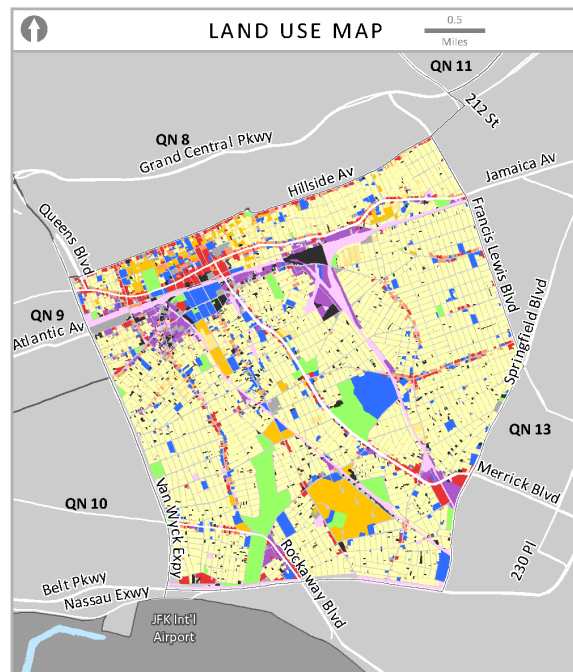 LAND USE MAP
0.5
Miles
QN 11
212 St
QN 8
Grand Central Pkwy
Hillside Av
Jamaica Av
Queens Blvd
Francis Lewis Blvd
QN 9
Atlantic Av
Springfield Blvd
QN 13
Merrick Blvd
QN 10
Van Wyck Expy
Rockaway Blvd
230 Pl
Belt Pkwy
Nassau Exwy
JFK Int'l
Airport